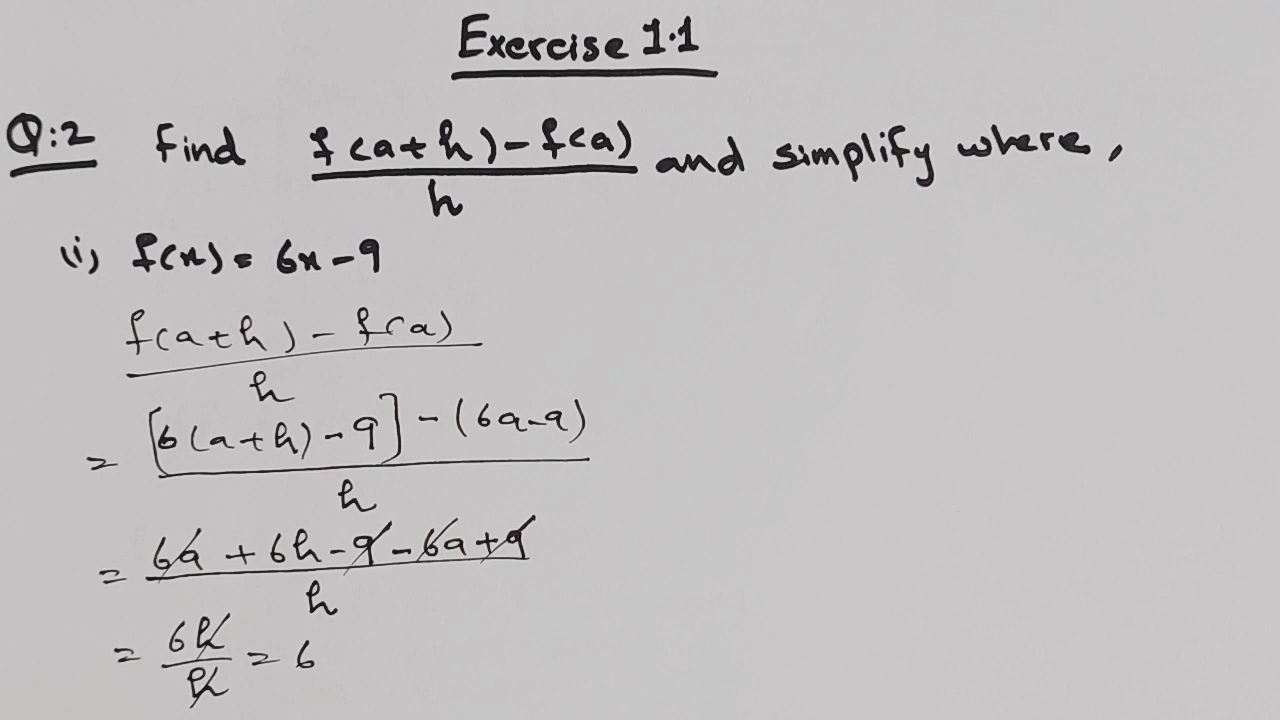 Exercise 1.1
Q:2 Find f(a+h)-f(a)/h and simplify where,
(i) f(x) = 6x-9
f(a+h)-f(a)/h
= [6(a+h)-9]-(6a-9)/h
= 6a+6h-9-6a+9/h
= 6h/h = 6